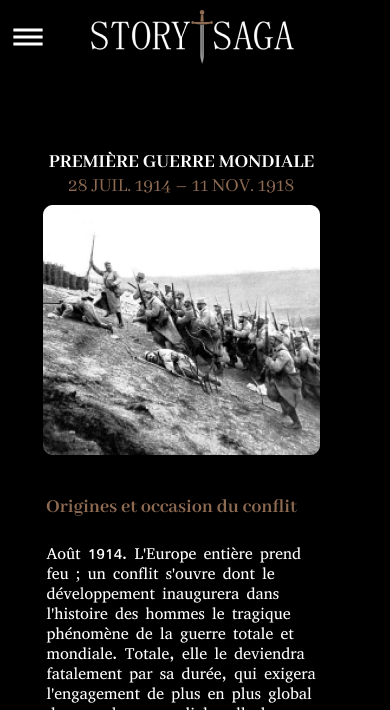 STORY SAGA
PREMIÈRE GUERRE MONDIALE
28 JUIL. 1914 – 11 NOV. 1918
Origines et occasion du conflit
Août 1914. L'Europe entière prend
feu ; un conflit s'ouvre dont le
développement inaugurera dans
l'histoire des hommes le tragique
phénomène de la guerre totale et
mondiale. Totale, elle le deviendra
fatalement par sa durée, qui exigera
l'engagement de plus en plus global